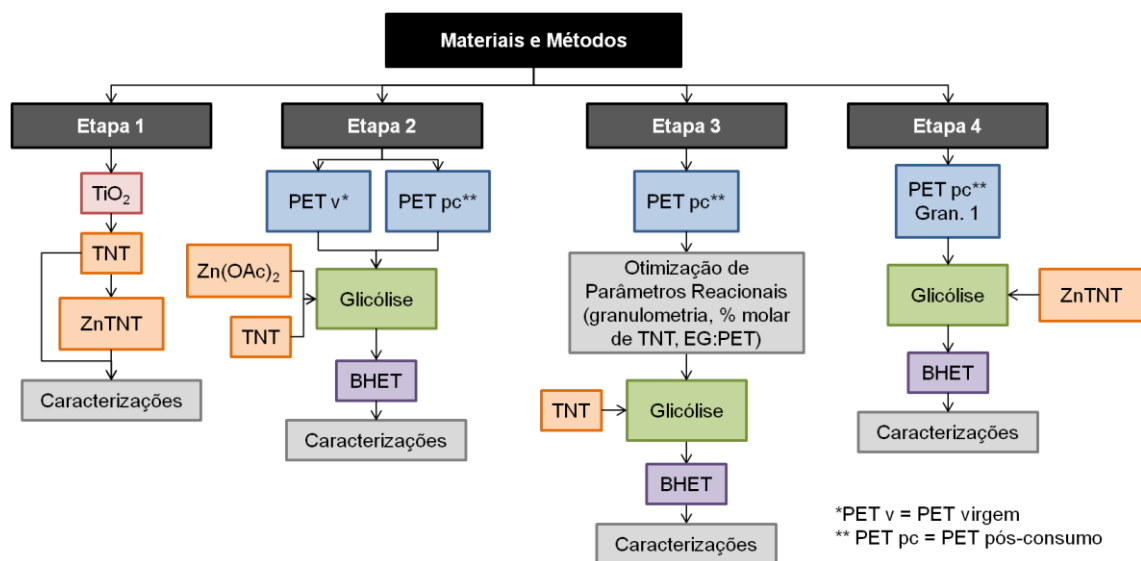 Materiais e Métodos
Etapa 1
Etapa 2
Etapa 3
Etapa 4
TiO₂
TNT
ZnTNT
Caracterizações
PET v*
PET pc**
Zn(OAc)₂
TNT
Glicólise
BHET
Caracterizações
PET pc**
Otimização de
Parâmetros Reacionais
(granulometria, % molar
de TNT, EG:PET)
TNT
Glicólise
BHET
Caracterizações
PET pc**
Gran. 1
Glicólise
ZnTNT
BHET
Caracterizações
*PET v = PET virgem
** PET pc = PET pós-consumo